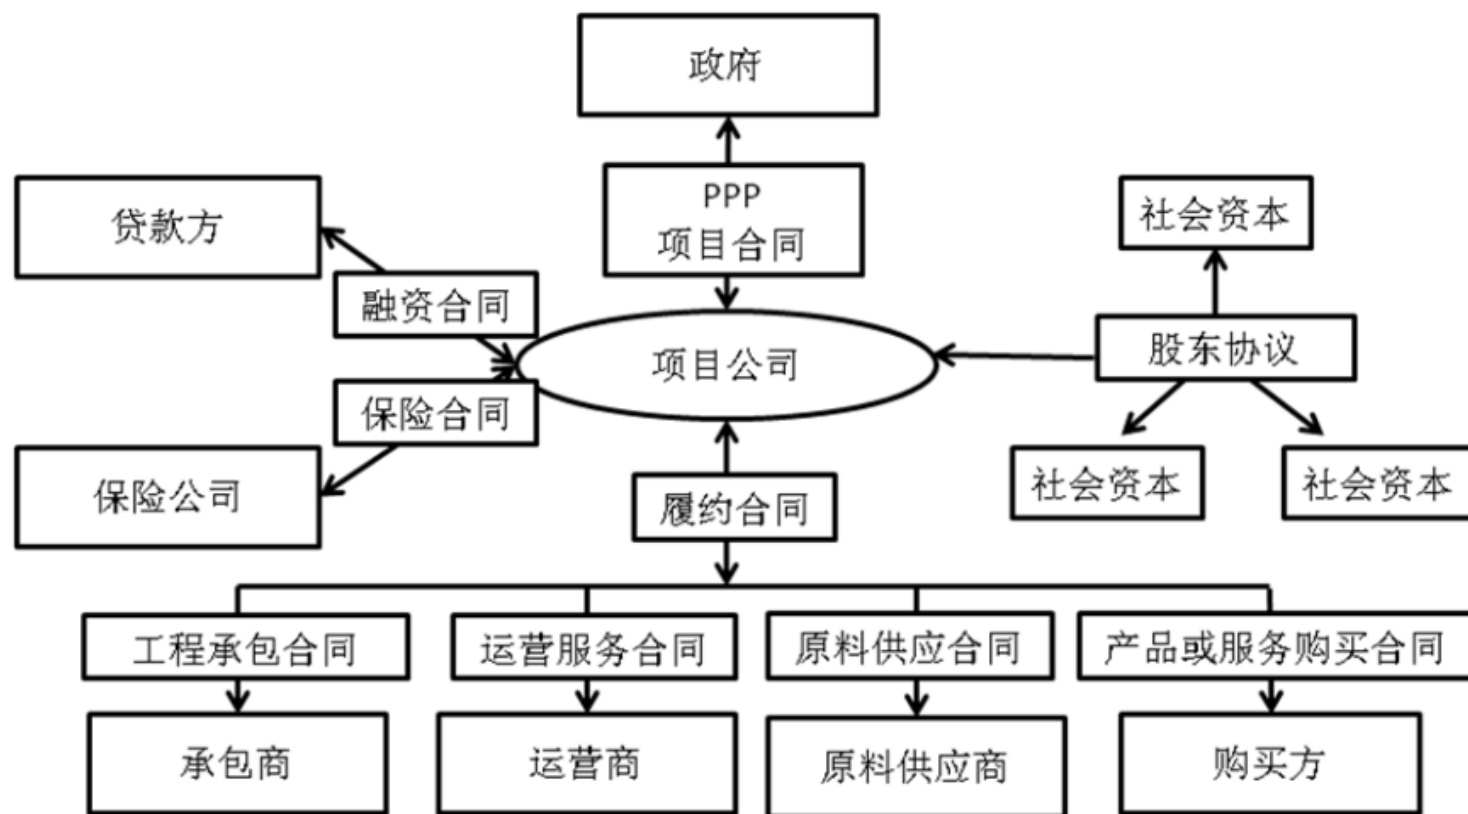 政府
PPP
项目合同
贷款方
社会资本
融资合同
股东协议
项目公司
保险合同
保险公司
社会资本
社会资本
履约合同
工程承包合同
运营服务合同
原料供应合同
产品或服务购买合同
承包商
运营商
原料供应商
购买方